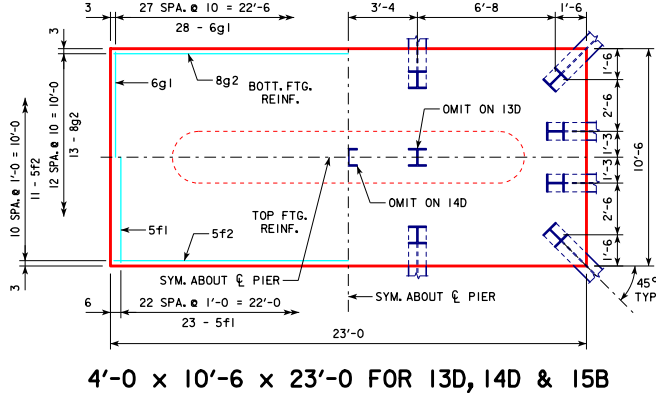 3
27 SPA. @ 10 = 22'-6
28 - 6g1
3'-4
6'-8
1'-6
3
6g1
8g2
BOTT. FTG.
REINF.
OMIT ON 13D
OMIT ON 14D
TOP FTG.
REINF.
5f1
5f2
SYM. ABOUT ℄ PIER
SYM. ABOUT ℄ PIER
10 SPA. @ 1'-0 = 10'-0
11 - 5f2
12 SPA. @ 10 = 10'-0
13 - 8g2
3
1'-6
2'-6
1'-3
1'-3
2'-6
1'-6
10'-6
45°
TYP.
6
22 SPA. @ 1'-0 = 22'-0
23 - 5f1
23'-0
4'-0 x 10'-6 x 23'-0 FOR 13D, 14D & 15B